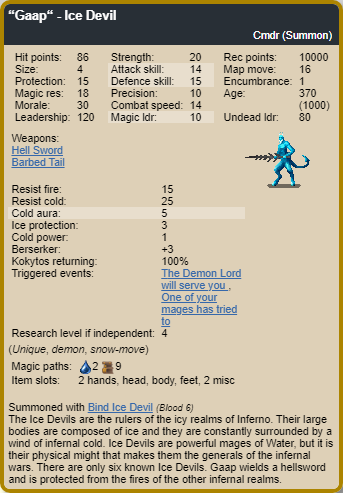 “Gaap“ - Ice Devil
Cmdr (Summon)
Hit points: 86 Strength: 20 Rec points: 10000
Size: 4 Attack skill: 14 Map move: 16
Protection: 15 Defence skill: 15 Encumbrance: 1
Magic res: 18 Precision: 10 Age: 370
Morale: 30 Combat speed: 14 (1000)
Leadership: 120 Magic ldr: 10 Undead ldr: 80
Weapons:
Hell Sword
Barbed Tail
Resist fire: 15
Resist cold: 25
Cold aura: 5
Ice protection: 3
Cold power: 1
Berserker: +3
Kokytos returning: 100%
Triggered events: The Demon Lord
will serve you ,
One of your
mages has tried
to
Research level if independent: 4
(Unique, demon, snow-move)
Magic paths: 2 9
Item slots: 2 hands, head, body, feet, 2 misc
Summoned with Bind Ice Devil (Blood 6)
The Ice Devils are the rulers of the icy realms of Inferno. Their large
bodies are composed of ice and they are constantly surrounded by a
wind of infernal cold. Ice Devils are powerful mages of Water, but it is
their physical might that makes them the generals of the infernal
wars. There are only six known Ice Devils. Gaap wields a hellsword
and is protected from the fires of the other infernal realms.